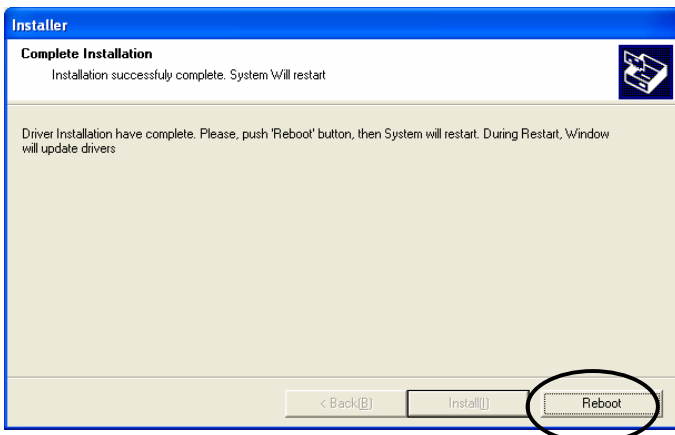 Installer
Complete Installation
Installation successfuly complete. System Will restart
Driver Installation have complete. Please, push 'Reboot' button, then System will restart. During Restart, Window
will update drivers
< Back(B) Install(I) Reboot